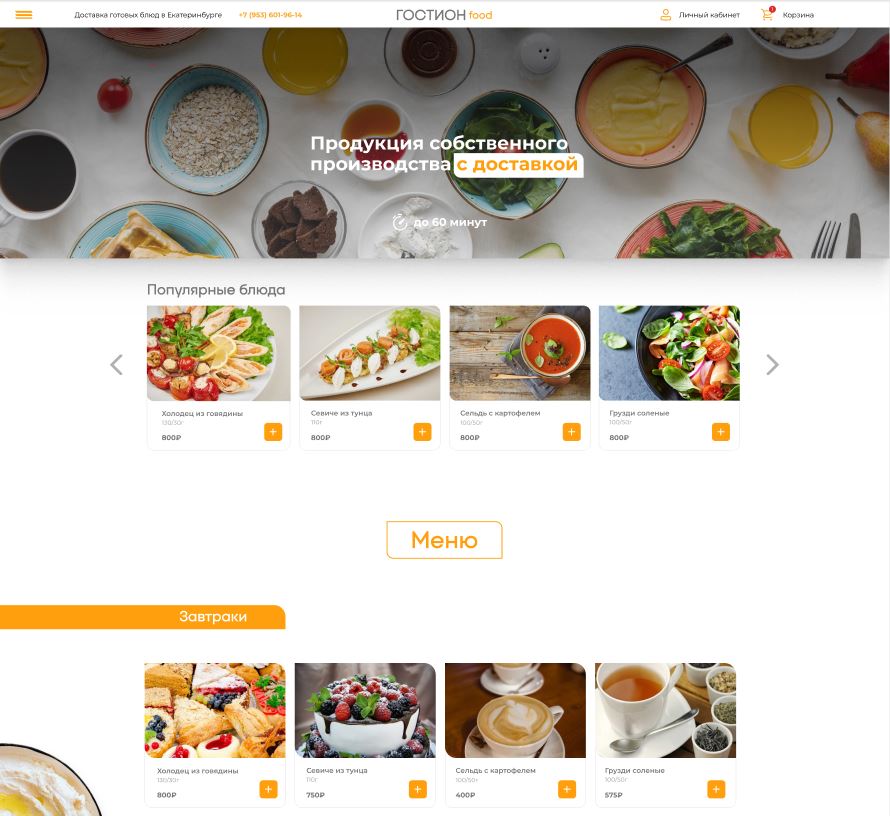 Доставка готовых блюд в Екатеринбурге
+7 (953) 601-96-14
ГОСТИОН food
Личный кабинет
1
Корзина
Продукция собственного
производства с доставкой
до 60 минут
Популярные блюда
Холодец из говядины
130/30г
800₽
Севиче из тунца
110г
800₽
Сельдь с картофелем
100/50г
800₽
Грузди соленые
100/50г
800₽
Меню
Завтраки
Холодец из говядины
130/30г
800₽
Севиче из тунца
110г
750₽
Сельдь с картофелем
100/50г
400₽
Грузди соленые
100/50г
575₽